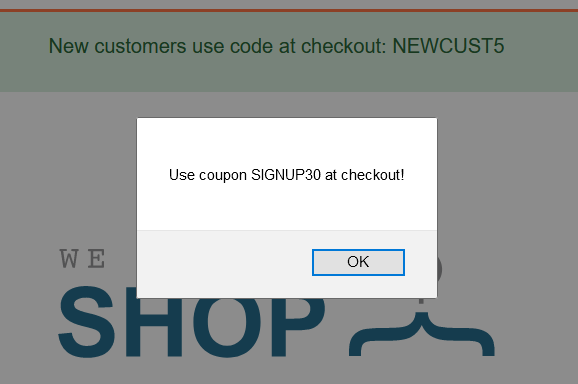 New customers use code at checkout: NEWCUST5
Use coupon SIGNUP30 at checkout!
OK
WE
SHOP